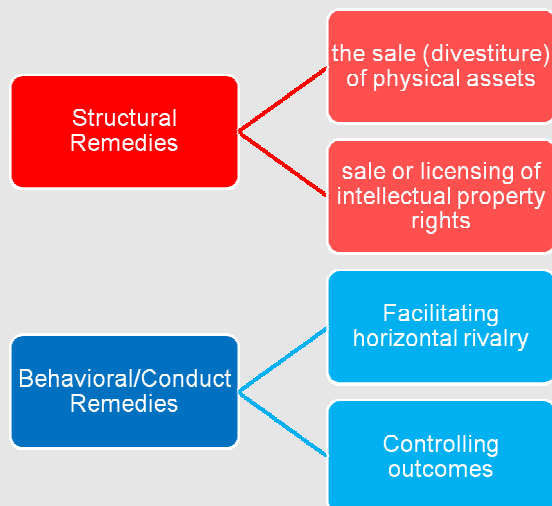 Structural
Remedies
the sale (divestiture)
of physical assets
sale or licensing of
intellectual property
rights
Behavioral/Conduct
Remedies
Facilitating
horizontal rivalry
Controlling
outcomes